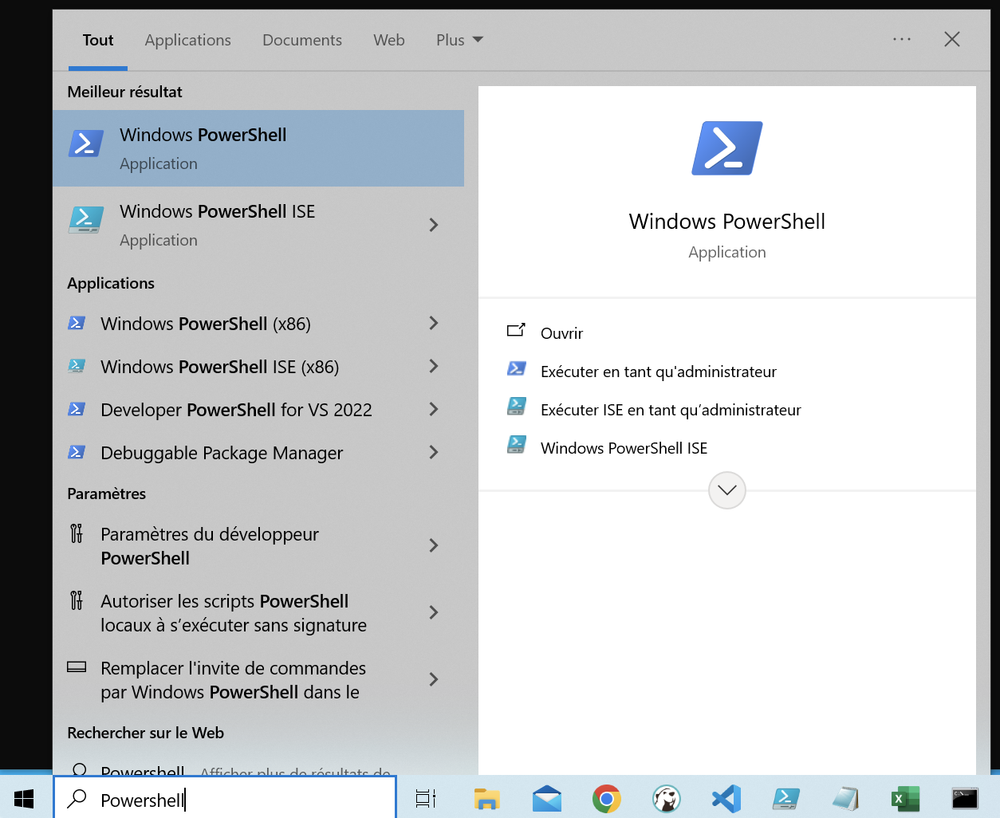 Tout
Applications
Documents
Web
Plus
Meilleur résultat
Windows PowerShell
Application
Windows PowerShell ISE
Application
Applications
Windows PowerShell (x86)
Windows PowerShell ISE (x86)
Developer PowerShell for VS 2022
Debuggable Package Manager
Paramètres
Paramètres du développeur
PowerShell
Autoriser les scripts PowerShell
locaux à s’exécuter sans signature
Remplacer l'invite de commandes
par Windows PowerShell dans le
Rechercher sur le Web
Powershell - Afficher plus de résultats de
Powershell
Windows PowerShell
Application
Ouvrir
Exécuter en tant qu'administrateur
Exécuter ISE en tant qu’administrateur
Windows PowerShell ISE